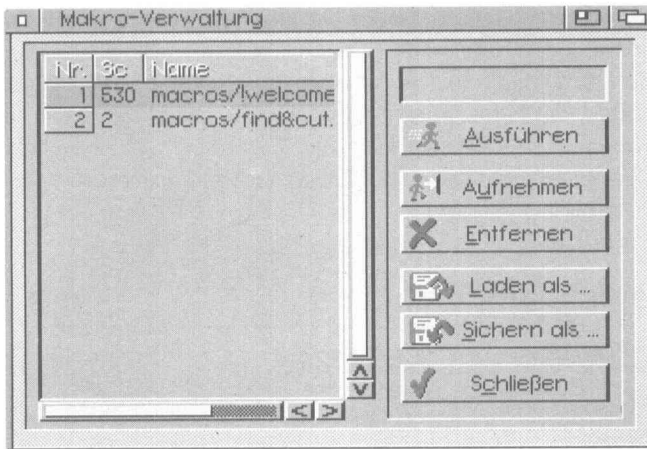 Makro-Verwaltung
Nr. Sc Name
1 530 macros/!welcome
2 2 macros/find&cut.
Ausführen
Aufnehmen
Entfernen
Laden als ...
Sichern als ...
Schließen